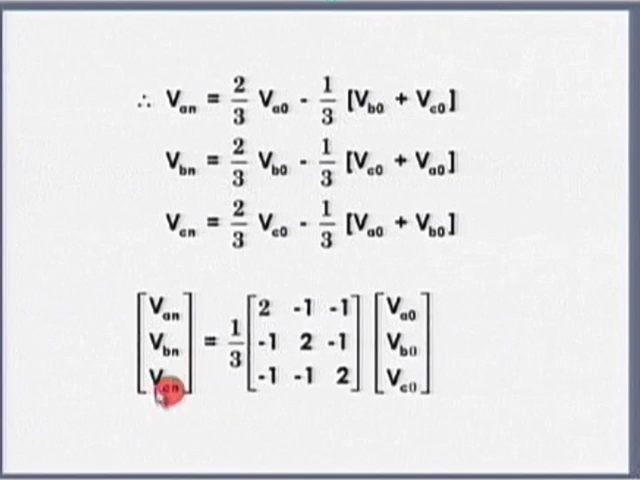 ∴ Van = 2/3 Va0 - 1/3 [Vb0 + Vc0]
Vbn = 2/3 Vb0 - 1/3 [Vc0 + Va0]
Vcn = 2/3 Vc0 - 1/3 [Va0 + Vb0]
[Van] = 1/3 [2 -1 -1] [Va0]
[Vbn] [-1 2 -1] [Vb0]
[Vcn] [-1 -1 2] [Vc0]